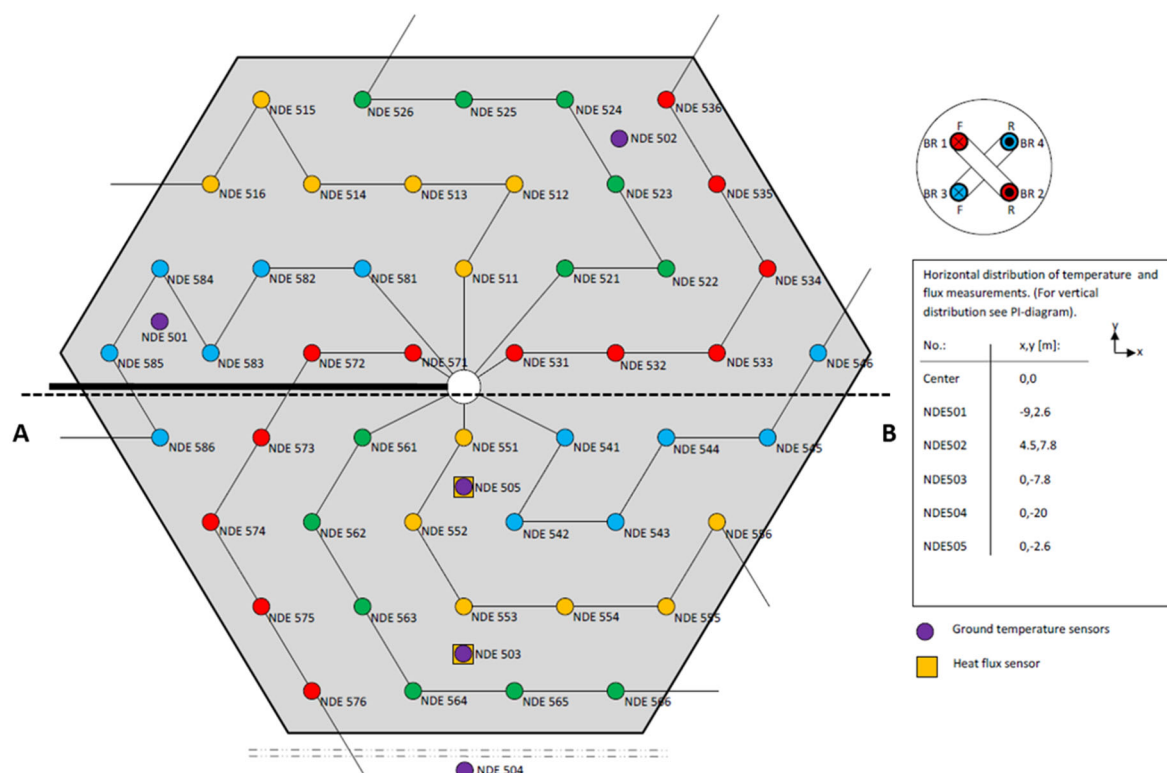 NDE 515
NDE 526
NDE 525
NDE 524
NDE 536
NDE 502
NDE 516
NDE 514
NDE 513
NDE 512
NDE 523
NDE 535
NDE 584
NDE 582
NDE 581
NDE 511
NDE 521
NDE 522
NDE 534
NDE 501
NDE 585
NDE 583
NDE 572
NDE 571
NDE 531
NDE 532
NDE 533
NDE 546
A
B
NDE 586
NDE 573
NDE 561
NDE 551
NDE 541
NDE 544
NDE 545
NDE 505
NDE 574
NDE 562
NDE 552
NDE 542
NDE 543
NDE 556
NDE 575
NDE 563
NDE 553
NDE 554
NDE 555
NDE 503
NDE 576
NDE 564
NDE 565
NDE 566
NDE 504
F R
BR 1 BR 4
BR 3 BR 2
F R
Horizontal distribution of temperature and
flux measurements. (For vertical
distribution see PI-diagram).
y
x
No.: x,y [m]:
Center 0,0
NDE501 -9,2.6
NDE502 4.5,7.8
NDE503 0,-7.8
NDE504 0,-20
NDE505 0,-2.6
Ground temperature sensors
Heat flux sensor